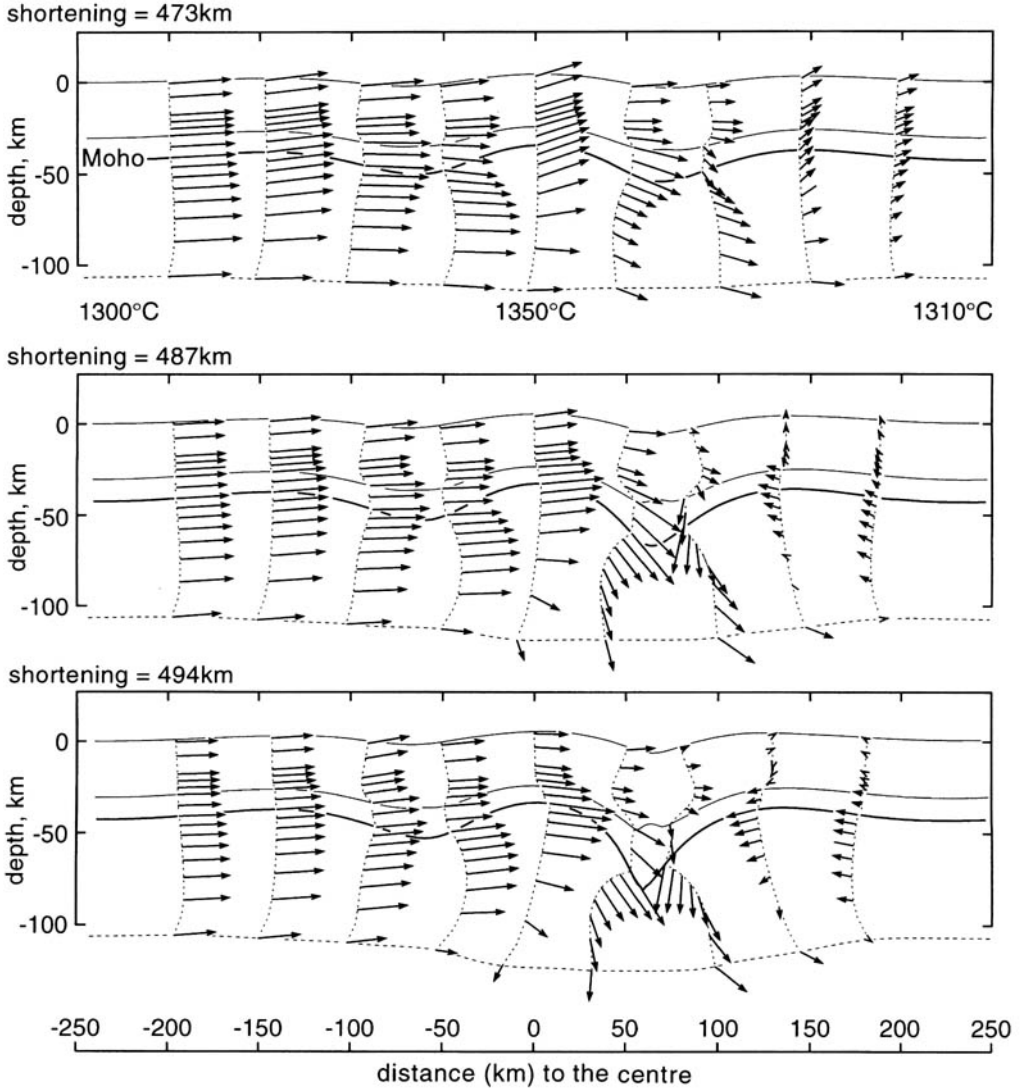 shortening = 473km
0
Moho
-50
-100
depth, km
1300°C 1350°C 1310°C
shortening = 487km
0
-50
-100
depth, km
shortening = 494km
0
-50
-100
depth, km
-250 -200 -150 -100 -50 0 50 100 150 200 250
distance (km) to the centre